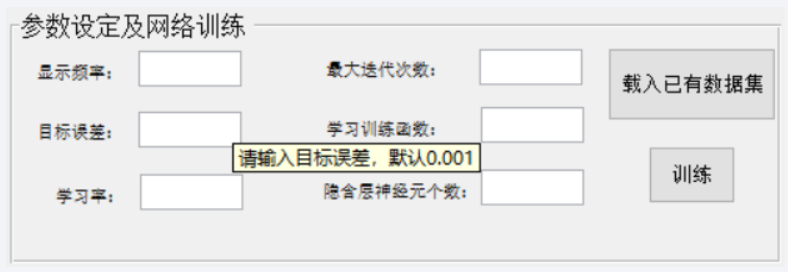 参数设定及网络训练
显示频率：
最大迭代次数：
载入已有数据集
目标误差：
学习训练函数：
请输入目标误差，默认0.001
训练
学习率：
隐含层神经元个数：